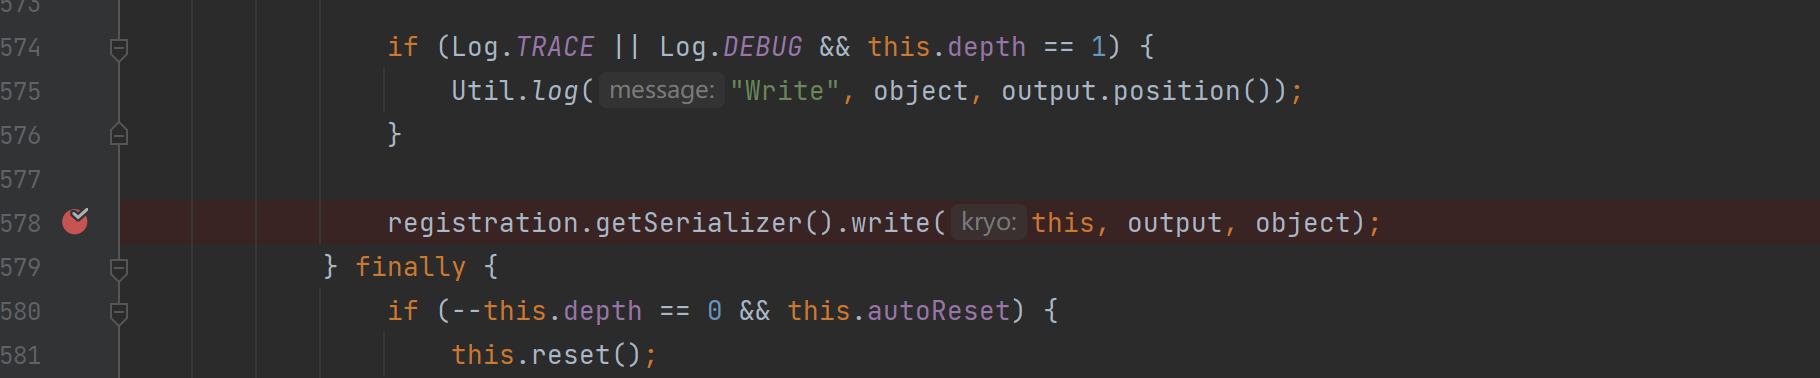 573
574 if (Log.TRACE || Log.DEBUG && this.depth == 1) {
575 Util.log( message: "Write", object, output.position());
576 }
577
578 registration.getSerializer().write( kryo: this, output, object);
579 } finally {
580 if (--this.depth == 0 && this.autoReset) {
581 this.reset();